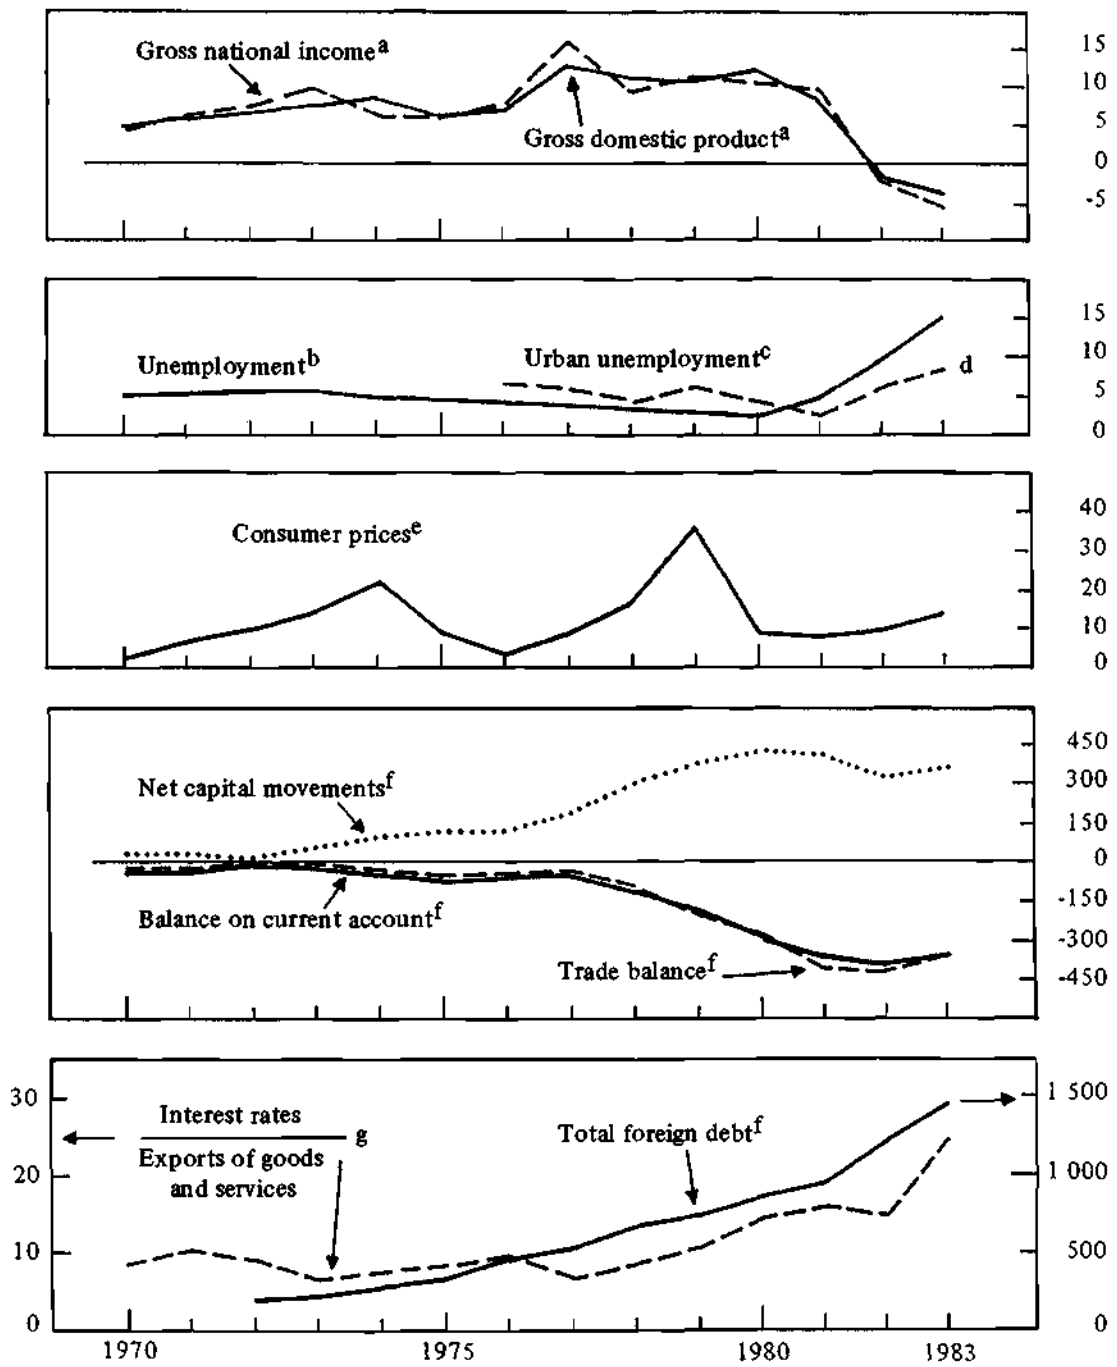 Gross national income a
Gross domestic product a
15
10
5
0
-5
Unemployment b
Urban unemployment c
d
15
10
5
0
Consumer prices e
40
30
20
10
0
Net capital movements f
Balance on current account f
Trade balance f
450
300
150
0
-150
-300
-450
30
20
10
0
Interest rates
Exports of goods
and services
g
Total foreign debt f
1 500
1 000
500
0
1970
1975
1980
1983